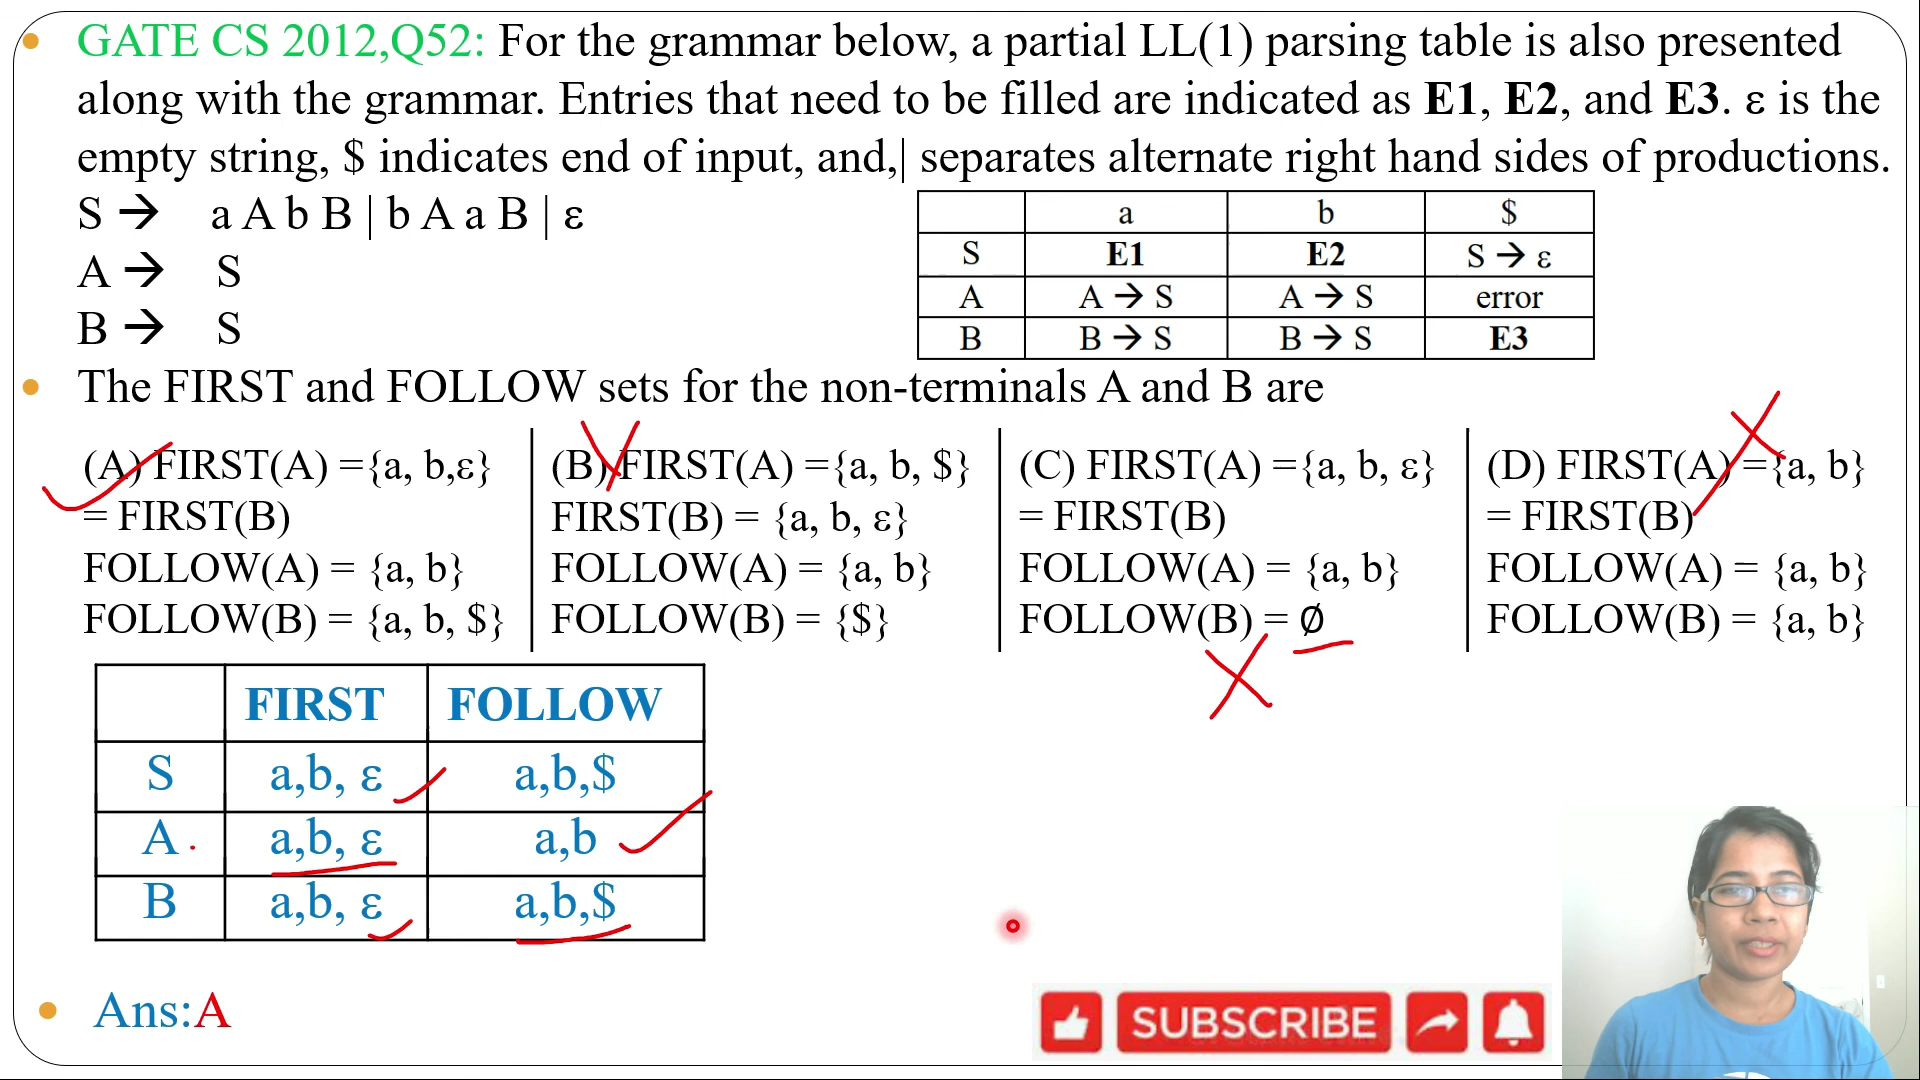 GATE CS 2012,Q52: For the grammar below, a partial LL(1) parsing table is also presented
along with the grammar. Entries that need to be filled are indicated as E1, E2, and E3. ε is the
empty string, $ indicates end of input, and,| separates alternate right hand sides of productions.
S → a A b B | b A a B | ε
A → S
B → S
a b $
S E1 E2 S → ε
A A → S A → S error
B B → S B → S E3
The FIRST and FOLLOW sets for the non-terminals A and B are
(A) FIRST(A) ={a, b,ε}
= FIRST(B)
FOLLOW(A) = {a, b}
FOLLOW(B) = {a, b, $}
(B) FIRST(A) ={a, b, $}
FIRST(B) = {a, b, ε}
FOLLOW(A) = {a, b}
FOLLOW(B) = {$}
(C) FIRST(A) ={a, b, ε}
= FIRST(B)
FOLLOW(A) = {a, b}
FOLLOW(B) = ∅
(D) FIRST(A) ={a, b}
= FIRST(B)
FOLLOW(A) = {a, b}
FOLLOW(B) = {a, b}
FIRST FOLLOW
S a,b, ε a,b,$
A a,b, ε a,b
B a,b, ε a,b,$
Ans:A
SUBSCRIBE